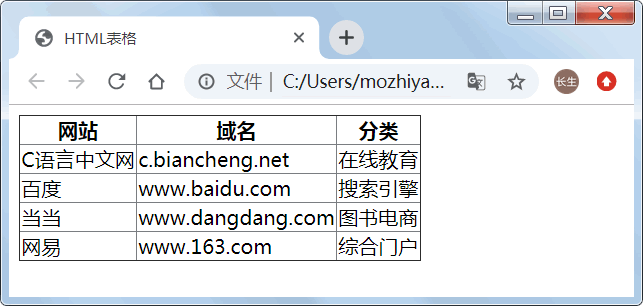 HTML表格
文件 | C:/Users/mozhiya...
长生
网站 域名 分类
C语言中文网 c.biancheng.net 在线教育
百度 www.baidu.com 搜索引擎
当当 www.dangdang.com 图书电商
网易 www.163.com 综合门户